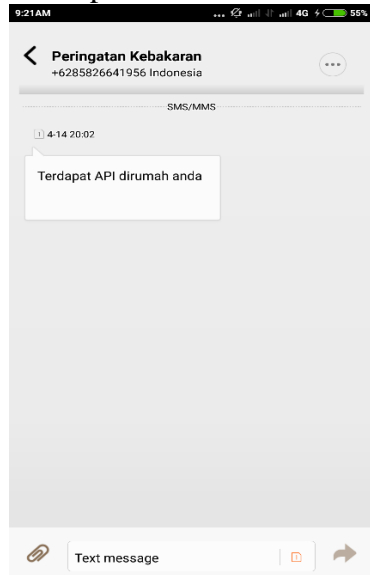 9:21AM ... 4G 55%
Peringatan Kebakaran
+6285826641956 Indonesia
SMS/MMS
1 4-14 20:02
Terdapat API dirumah anda
Text message